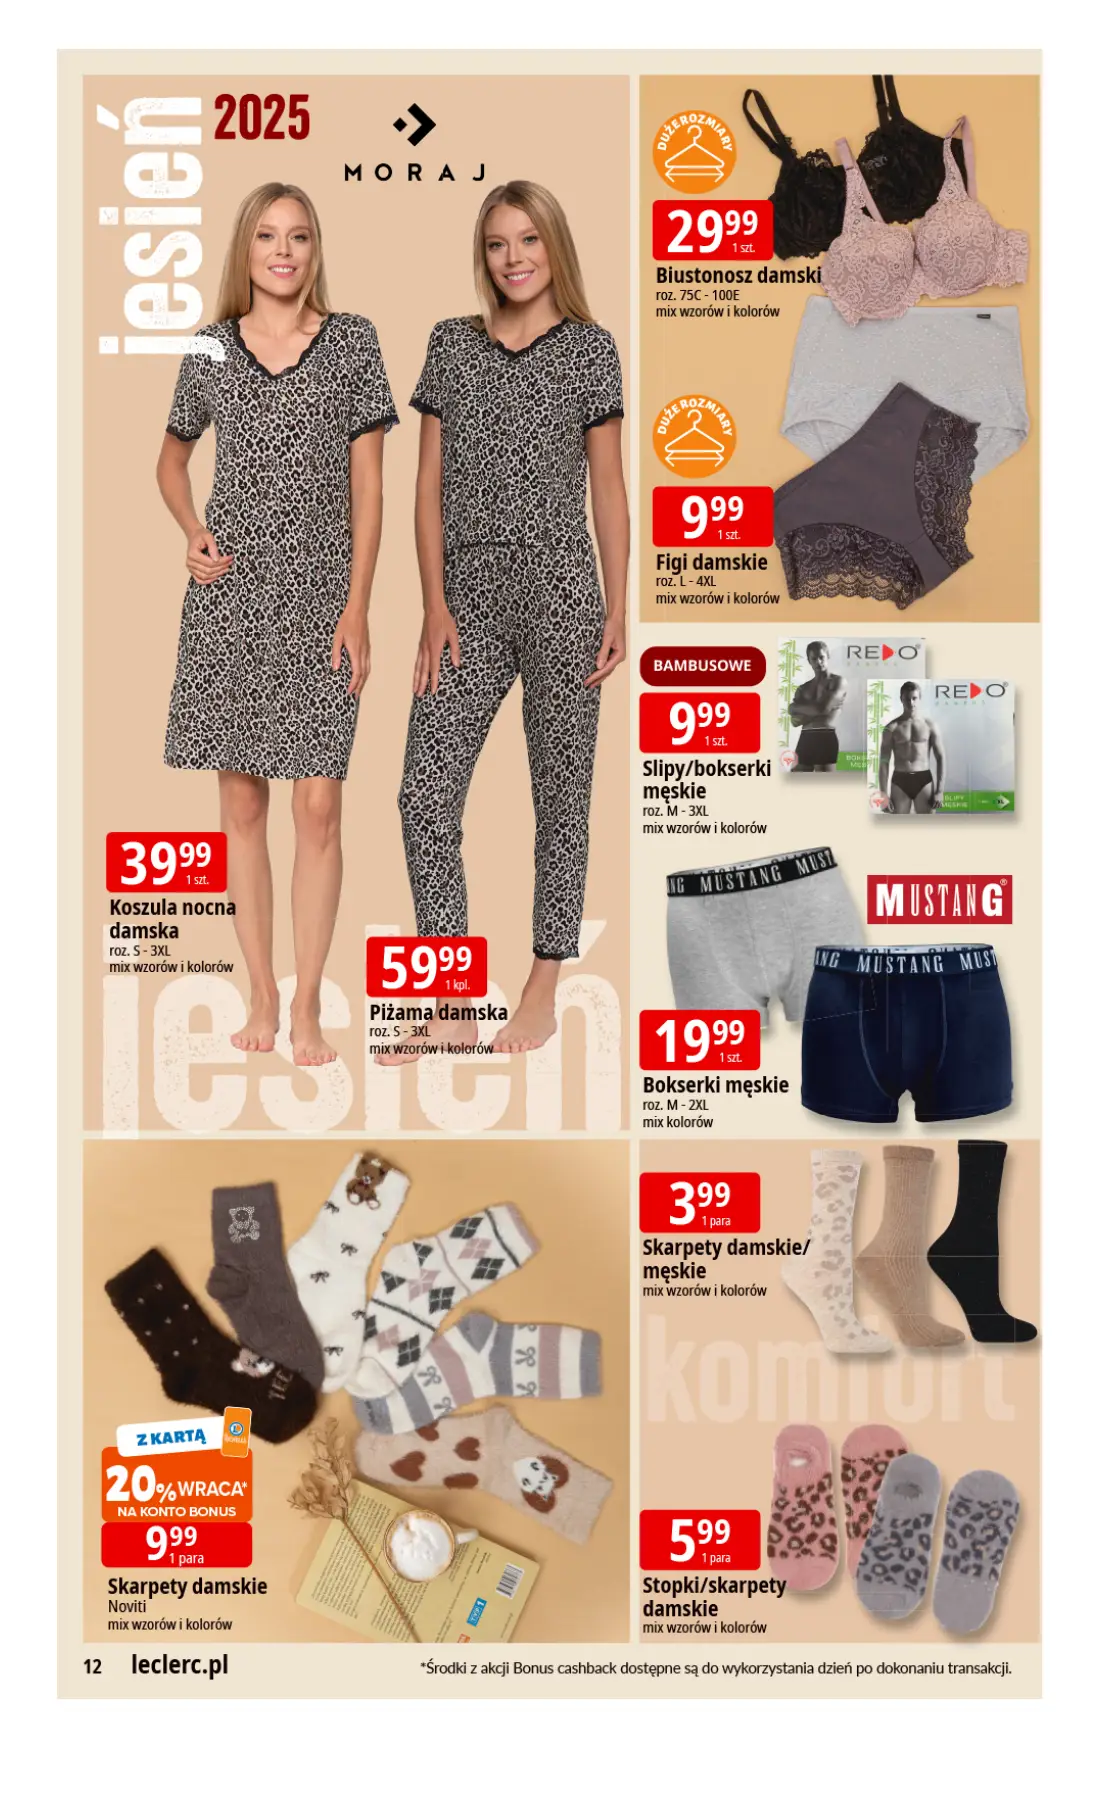 jesień 2025
MORAJ
39 99
1 szt.
Koszula nocna
damska
roz. S - 3XL
mix wzorów i kolorów
59 99
1 kpl.
Piżama damska
roz. S - 3XL
mix wzorów i kolorów
jesień
DUŻE ROZMIARY
29 99
1 szt.
Biustonosz damski
roz. 75C - 100E
mix wzorów i kolorów
DUŻE ROZMIARY
9 99
1 szt.
Figi damskie
roz. L - 4XL
mix wzorów i kolorów
BAMBUSOWE
9 99
1 szt.
Slipy/bokserki
męskie
roz. M - 3XL
mix wzorów i kolorów
REDO®
REDO®
SLIPY
MĘSKIE
MUSTANG MUST
MUSTANG®
MUSTANG MUST
19 99
1 szt.
Bokserki męskie
roz. M - 2XL
mix kolorów
Z KARTĄ
20% WRACA*
NA KONTO BONUS
9 99
1 para
Skarpety damskie
Noviti
mix wzorów i kolorów
3 99
1 para
Skarpety damskie/
męskie
mix wzorów i kolorów
komfort
5 99
1 para
Stopki/skarpety
damskie
mix wzorów i kolorów
12 leclerc.pl
*Środki z akcji Bonus cashback dostępne są do wykorzystania dzień po dokonaniu transakcji.